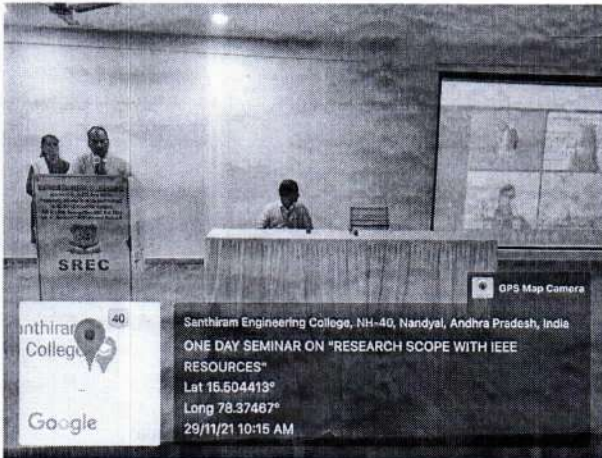 SREC
GPS Map Camera
40
anthiram
College
Google
Santhiram Engineering College, NH-40, Nandyal, Andhra Pradesh, India
ONE DAY SEMINAR ON "RESEARCH SCOPE WITH IEEE
RESOURCES"
Lat 15.504413°
Long 78.37467°
29/11/21 10:15 AM